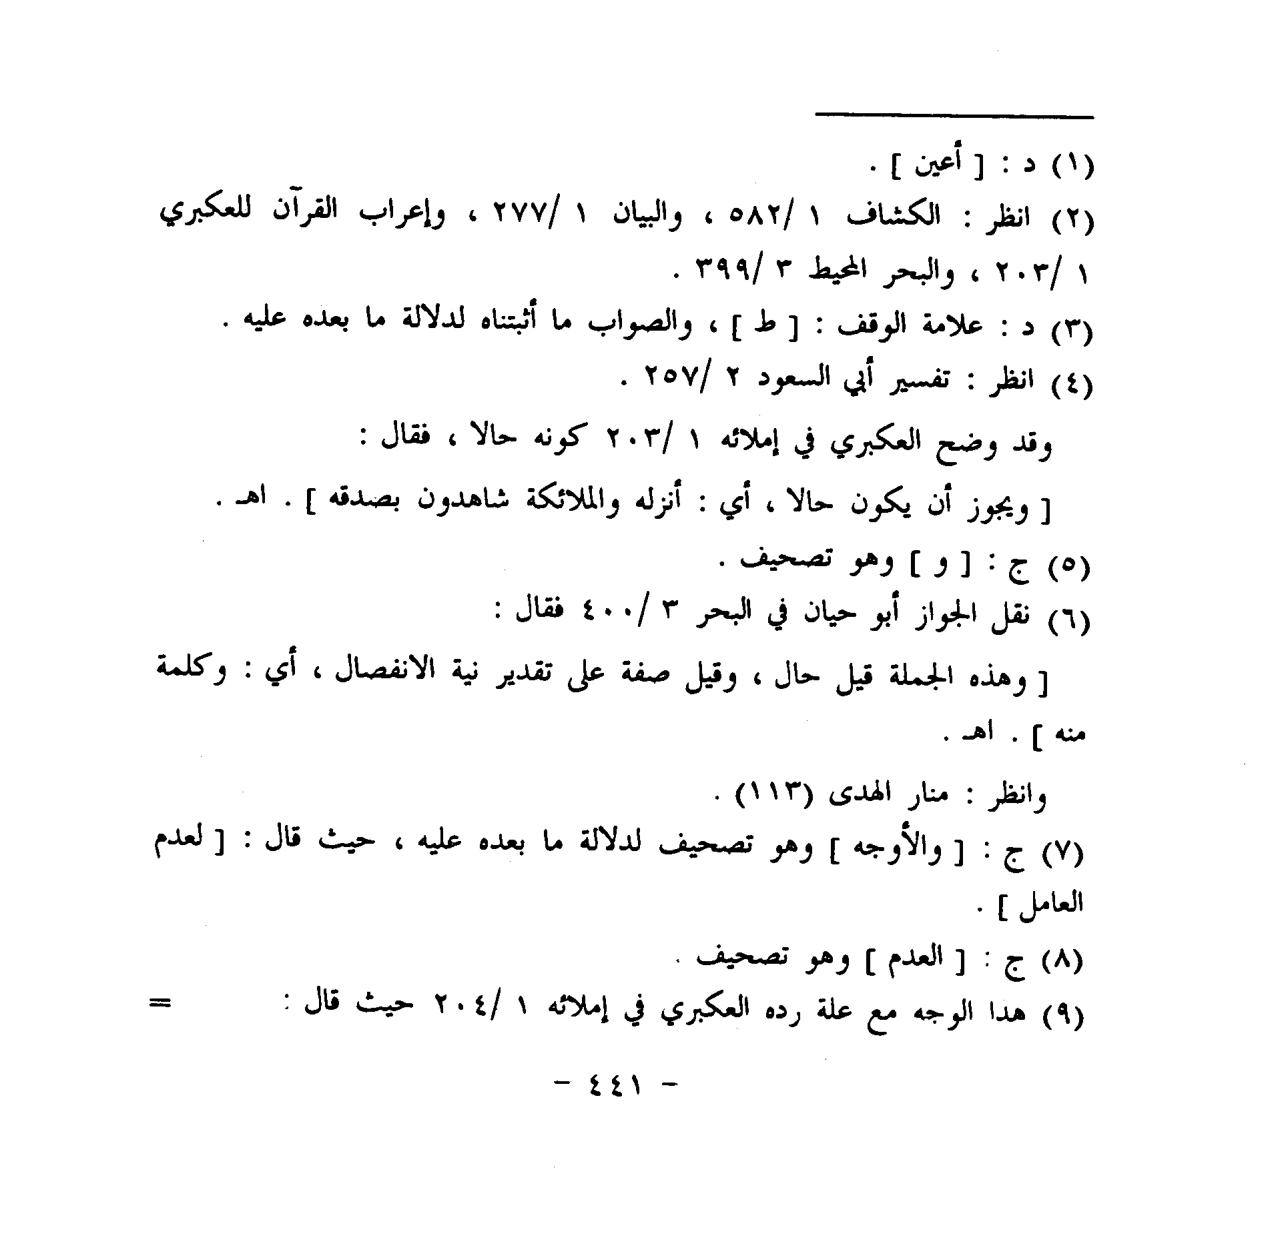 (١) د : [ أعين ] .
(٢) انظر : الكشاف ١ /٥٨٢ ، والبيان ١ /٢٧٧ ، وإعراب القرآن للعكبري
١ /٢٠٣ ، والبحر المحيط ٣ /٣٩٩ .
(٣) د : علامة الوقف : [ ط ] ، والصواب ما أثبتناه لدلالة ما بعده عليه .
(٤) انظر : تفسير أبي السعود ٢ /٢٥٧ .
وقد وضح العكبري في إملائه ١ /٢٠٣ كونه حالا ، فقال :
[ ويجوز أن يكون حالا ، أي : أنزله والملائكة شاهدون بصدقه ] . اهـ .
(٥) ج : [ و ] وهو تصحيف .
(٦) نقل الجواز أبو حيان في البحر ٣ /٤٠٠ فقال :
[ وهذه الجملة قيل حال ، وقيل صفة على تقدير نية الانفصال ، أي : وكلمة
منه ] . اهـ .
وانظر : منار الهدى (١١٣) .
(٧) ج : [ والأوجه ] وهو تصحيف لدلالة ما بعده عليه ، حيث قال : [ لعدم
العامل ] .
(٨) ج : [ العدم ] وهو تصحيف .
(٩) هذا الوجه مع علة رده العكبري في إملائه ١ /٢٠٤ حيث قال : =
- ٤٤١ -